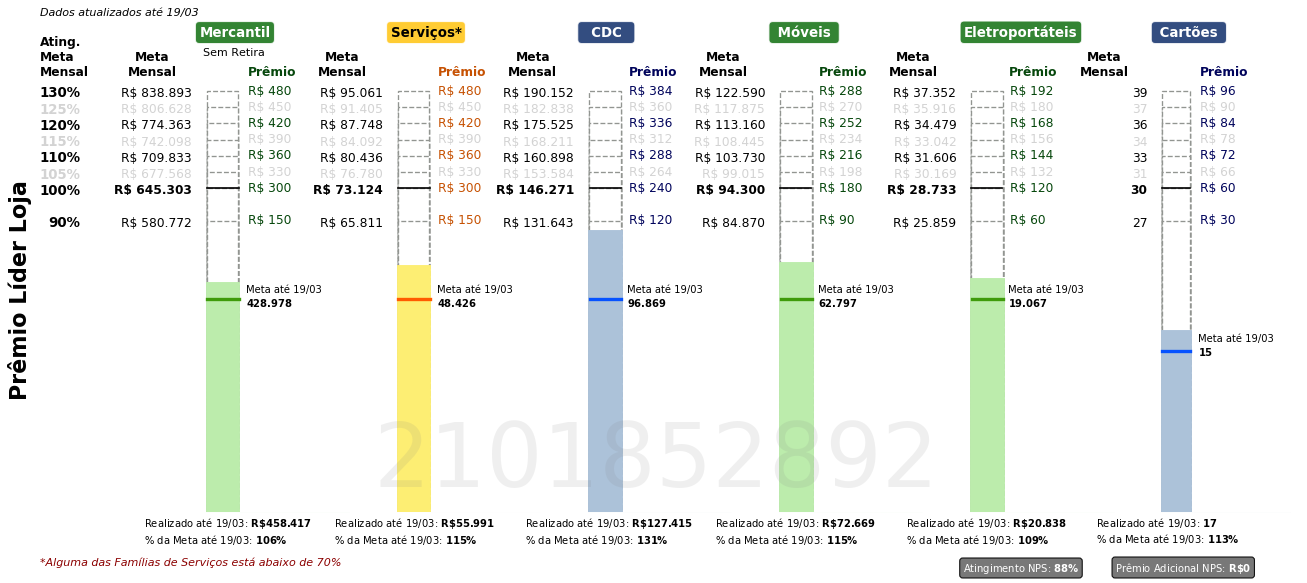 Dados atualizados até 19/03
Mercantil Serviços* CDC Móveis Eletroportáteis Cartões
Sem Retira
Ating. Meta Mensal Meta Mensal Prêmio Meta Mensal Prêmio Meta Mensal Prêmio Meta Mensal Prêmio Meta Mensal Prêmio Meta Mensal Prêmio
130% R$ 838.893 R$ 480 R$ 95.061 R$ 480 R$ 190.152 R$ 384 R$ 122.590 R$ 288 R$ 37.352 R$ 192 39 R$ 96
125% R$ 806.628 R$ 450 R$ 91.405 R$ 450 R$ 182.838 R$ 360 R$ 117.875 R$ 270 R$ 35.916 R$ 180 37 R$ 90
120% R$ 774.363 R$ 420 R$ 87.748 R$ 420 R$ 175.525 R$ 336 R$ 113.160 R$ 252 R$ 34.479 R$ 168 36 R$ 84
115% R$ 742.098 R$ 390 R$ 84.092 R$ 390 R$ 168.211 R$ 312 R$ 108.445 R$ 234 R$ 33.042 R$ 156 34 R$ 78
110% R$ 709.833 R$ 360 R$ 80.436 R$ 360 R$ 160.898 R$ 288 R$ 103.730 R$ 216 R$ 31.606 R$ 144 33 R$ 72
105% R$ 677.568 R$ 330 R$ 76.780 R$ 330 R$ 153.584 R$ 264 R$ 99.015 R$ 198 R$ 30.169 R$ 132 31 R$ 66
100% R$ 645.303 R$ 300 R$ 73.124 R$ 300 R$ 146.271 R$ 240 R$ 94.300 R$ 180 R$ 28.733 R$ 120 30 R$ 60
90% R$ 580.772 R$ 150 R$ 65.811 R$ 150 R$ 131.643 R$ 120 R$ 84.870 R$ 90 R$ 25.859 R$ 60 27 R$ 30
Prêmio Líder Loja
Meta até 19/03 Meta até 19/03 Meta até 19/03 Meta até 19/03 Meta até 19/03
428.978 48.426 96.869 62.797 19.067
Meta até 19/03
15
21018528​92
Realizado até 19/03: R$458.417 Realizado até 19/03: R$55.991 Realizado até 19/03: R$127.415 Realizado até 19/03: R$72.669 Realizado até 19/03: R$20.838 Realizado até 19/03: 17
% da Meta até 19/03: 106% % da Meta até 19/03: 115% % da Meta até 19/03: 131% % da Meta até 19/03: 115% % da Meta até 19/03: 109% % da Meta até 19/03: 113%
*Alguma das Famílias de Serviços está abaixo de 70%
Atingimento NPS: 88% Prêmio Adicional NPS: R$0